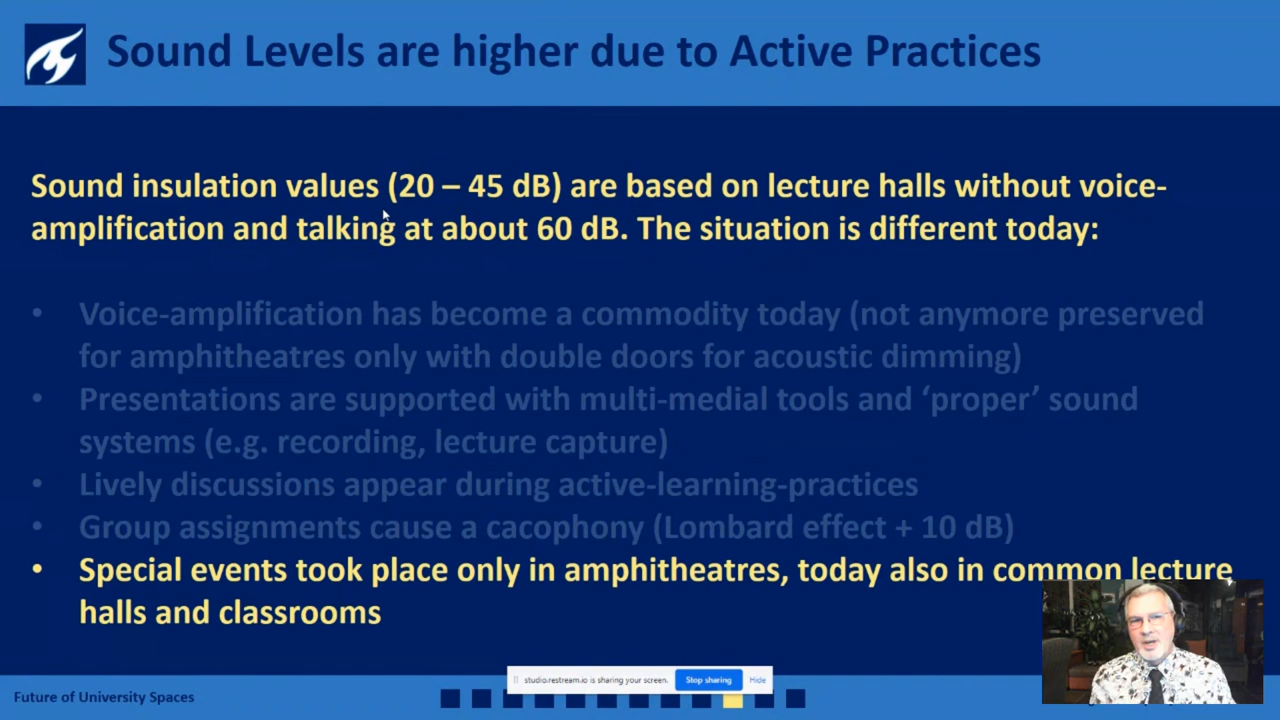 Sound Levels are higher due to Active Practices
Sound insulation values (20 – 45 dB) are based on lecture halls without voice-
amplification and talking at about 60 dB. The situation is different today:
• Voice-amplification has become a commodity today (not anymore preserved
for amphitheatres only with double doors for acoustic dimming)
• Presentations are supported with multi-medial tools and ‘proper’ sound
systems (e.g. recording, lecture capture)
• Lively discussions appear during active-learning-practices
• Group assignments cause a cacophony (Lombard effect + 10 dB)
• Special events took place only in amphitheatres, today also in common lecture
halls and classrooms
studio.restream.io is sharing your screen. Stop sharing Hide
Future of University Spaces